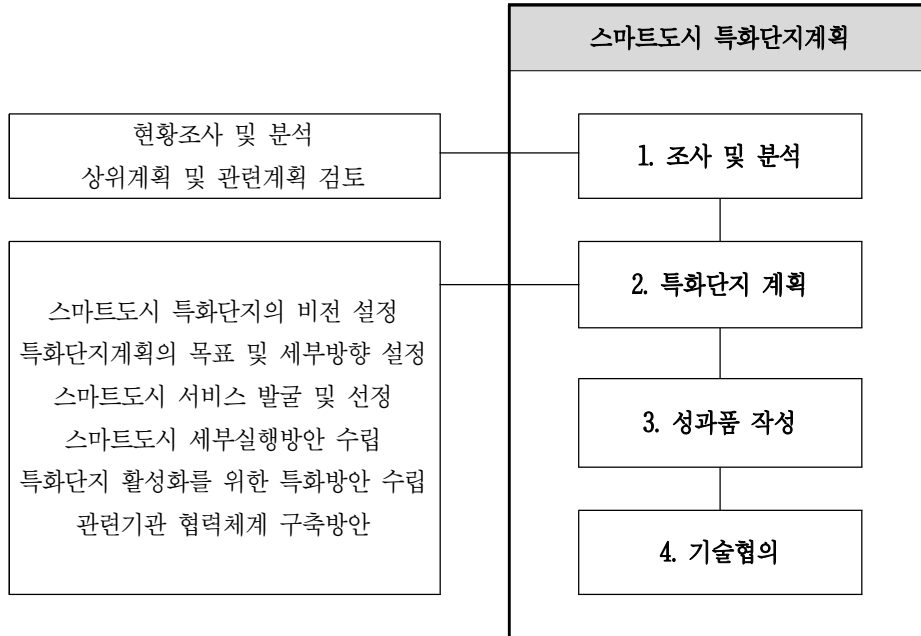 스마트도시 특화단지계획
현황조사 및 분석
상위계획 및 관련계획 검토
1. 조사 및 분석
스마트도시 특화단지의 비전 설정
특화단지계획의 목표 및 세부방향 설정
스마트도시 서비스 발굴 및 선정
스마트도시 세부실행방안 수립
특화단지 활성화를 위한 특화방안 수립
관련기관 협력체계 구축방안
2. 특화단지 계획
3. 성과품 작성
4. 기술협의